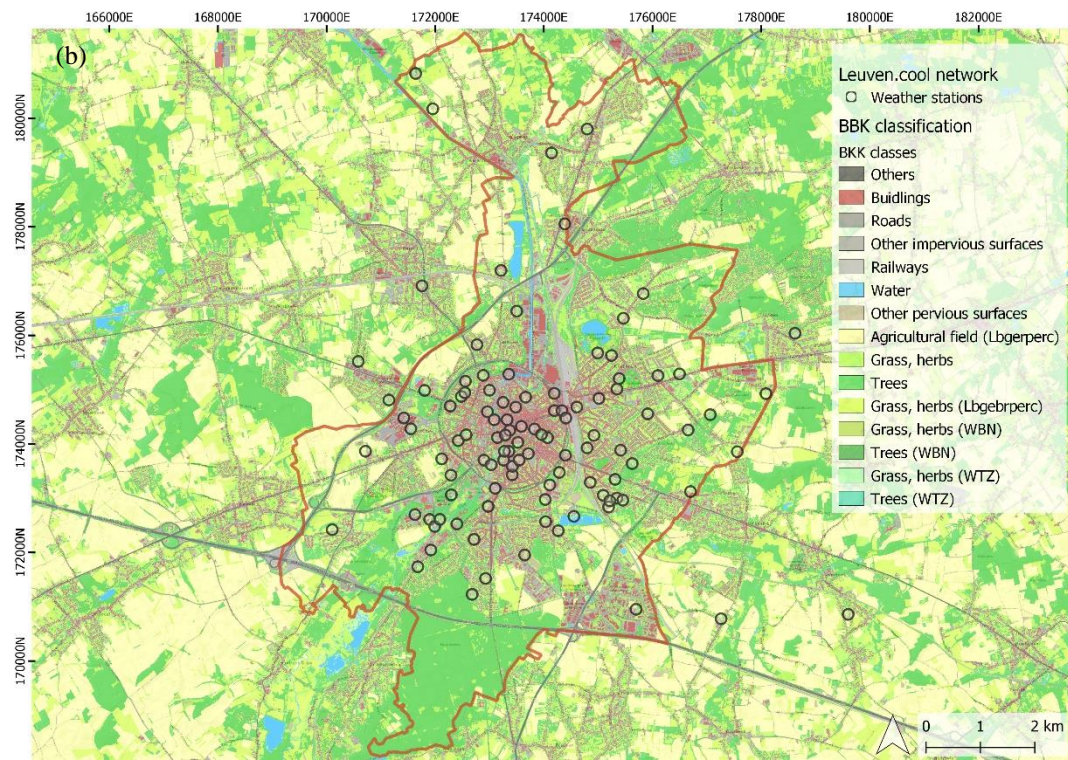 166000E 168000E 170000E 172000E 174000E 176000E 178000E 180000E 182000E
(b)
Leuven.cool network
Weather stations
BBK classification
BKK classes
Others
Buidlings
Roads
Other impervious surfaces
Railways
Water
Other pervious surfaces
Agricultural field (Lbgerperc)
Grass, herbs
Trees
Grass, herbs (Lbgebrperc)
Grass, herbs (WBN)
Trees (WBN)
Grass, herbs (WTZ)
Trees (WTZ)
180000N
178000N
176000N
174000N
172000N
170000N
0 1 2 km